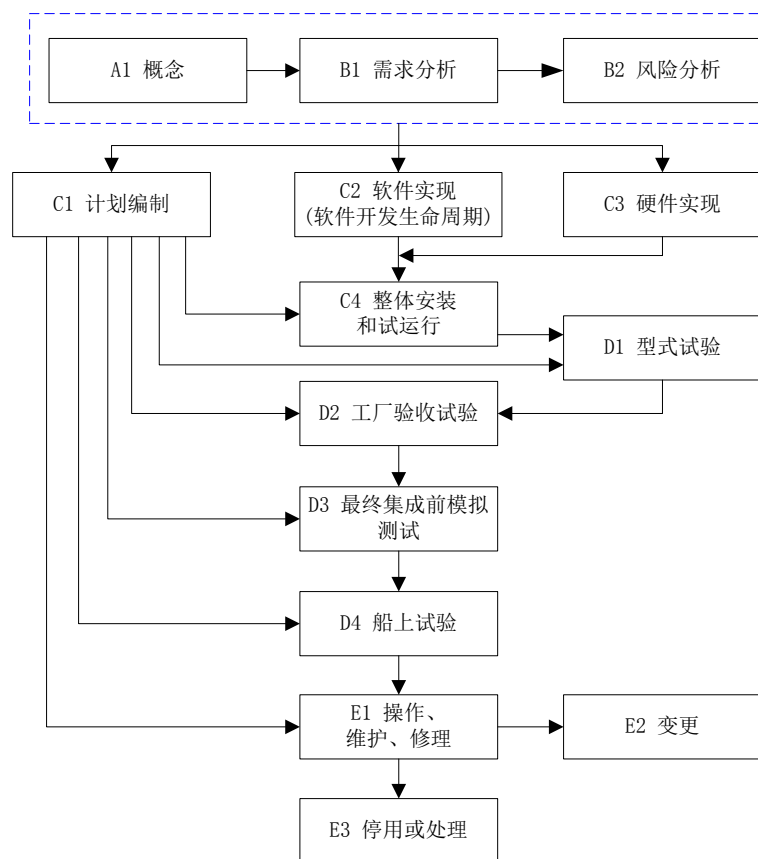 A1 概念
B1 需求分析
B2 风险分析
C1 计划编制
C2 软件实现
(软件开发生命周期)
C3 硬件实现
C4 整体安装
和试运行
D1 型式试验
D2 工厂验收试验
D3 最终集成前模拟
测试
D4 船上试验
E1 操作、
维护、修理
E2 变更
E3 停用或处理